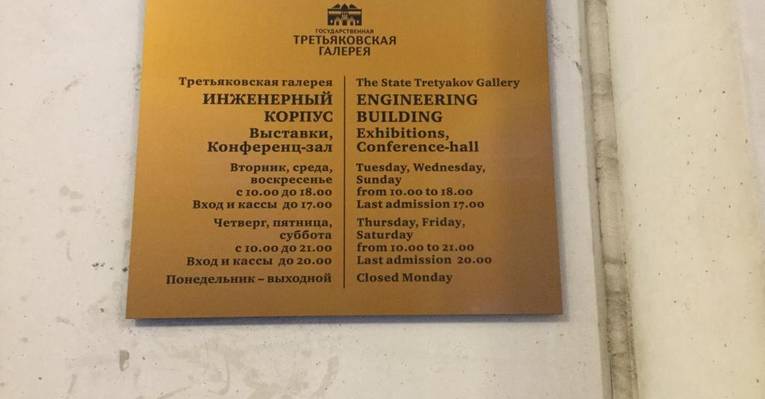 ГОСУДАРСТВЕННАЯ
ТРЕТЬЯКОВСКАЯ
ГАЛЕРЕЯ
Третьяковская галерея
ИНЖЕНЕРНЫЙ
КОРПУС
Выставки,
Конференц-зал
Вторник, среда,
воскресенье
с 10.00 до 18.00
Вход и кассы до 17.00
Четверг, пятница,
суббота
с 10.00 до 21.00
Вход и кассы до 20.00
Понедельник – выходной
The State Tretyakov Gallery
ENGINEERING
BUILDING
Exhibitions,
Conference-hall
Tuesday, Wednesday,
Sunday
from 10.00 to 18.00
Last admission 17.00
Thursday, Friday,
Saturday
from 10.00 to 21.00
Last admission 20.00
Closed Monday